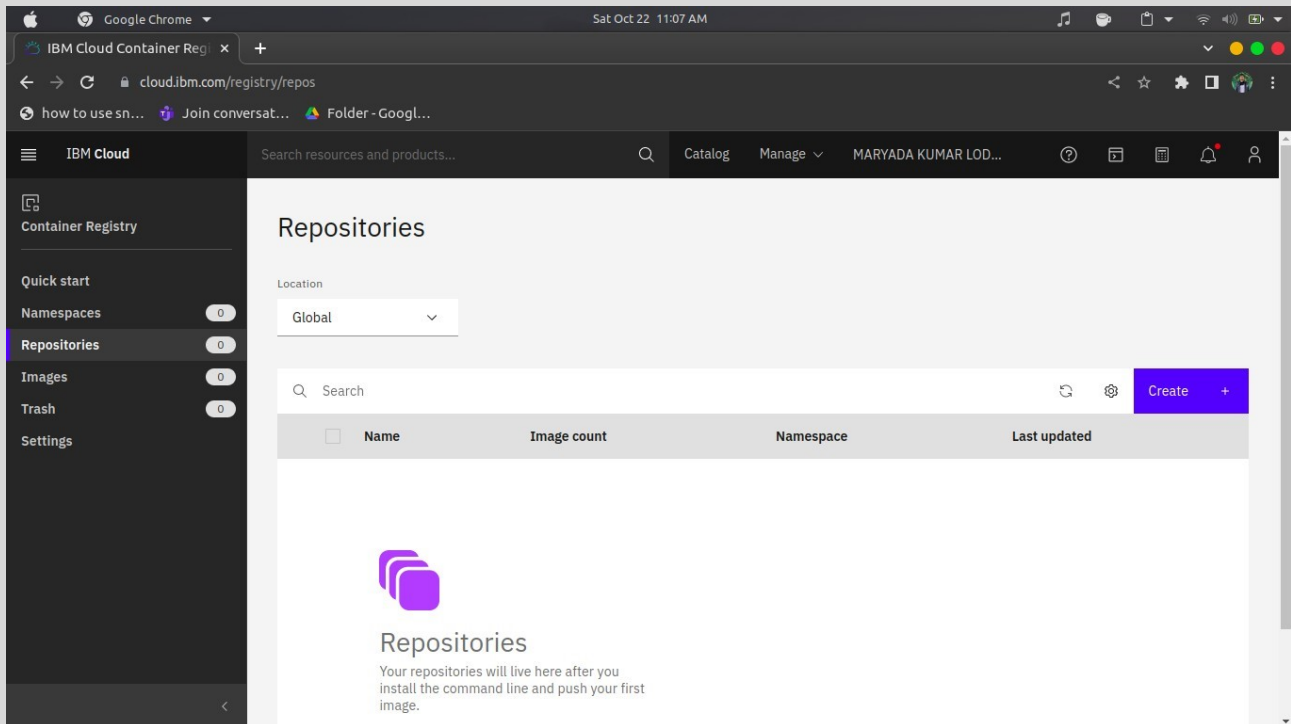 Google Chrome
Sat Oct 22 11:07 AM
IBM Cloud Container Regi
cloud.ibm.com/registry/repos
how to use sn...
Join conversat...
Folder - Googl...
IBM Cloud
Search resources and products...
Catalog
Manage
MARYADA KUMAR LOD...
Container Registry
Quick start
Namespaces 0
Repositories 0
Images 0
Trash 0
Settings
Repositories
Location
Global
Search
Create +
Name Image count Namespace Last updated
Repositories
Your repositories will live here after you
install the command line and push your first
image.